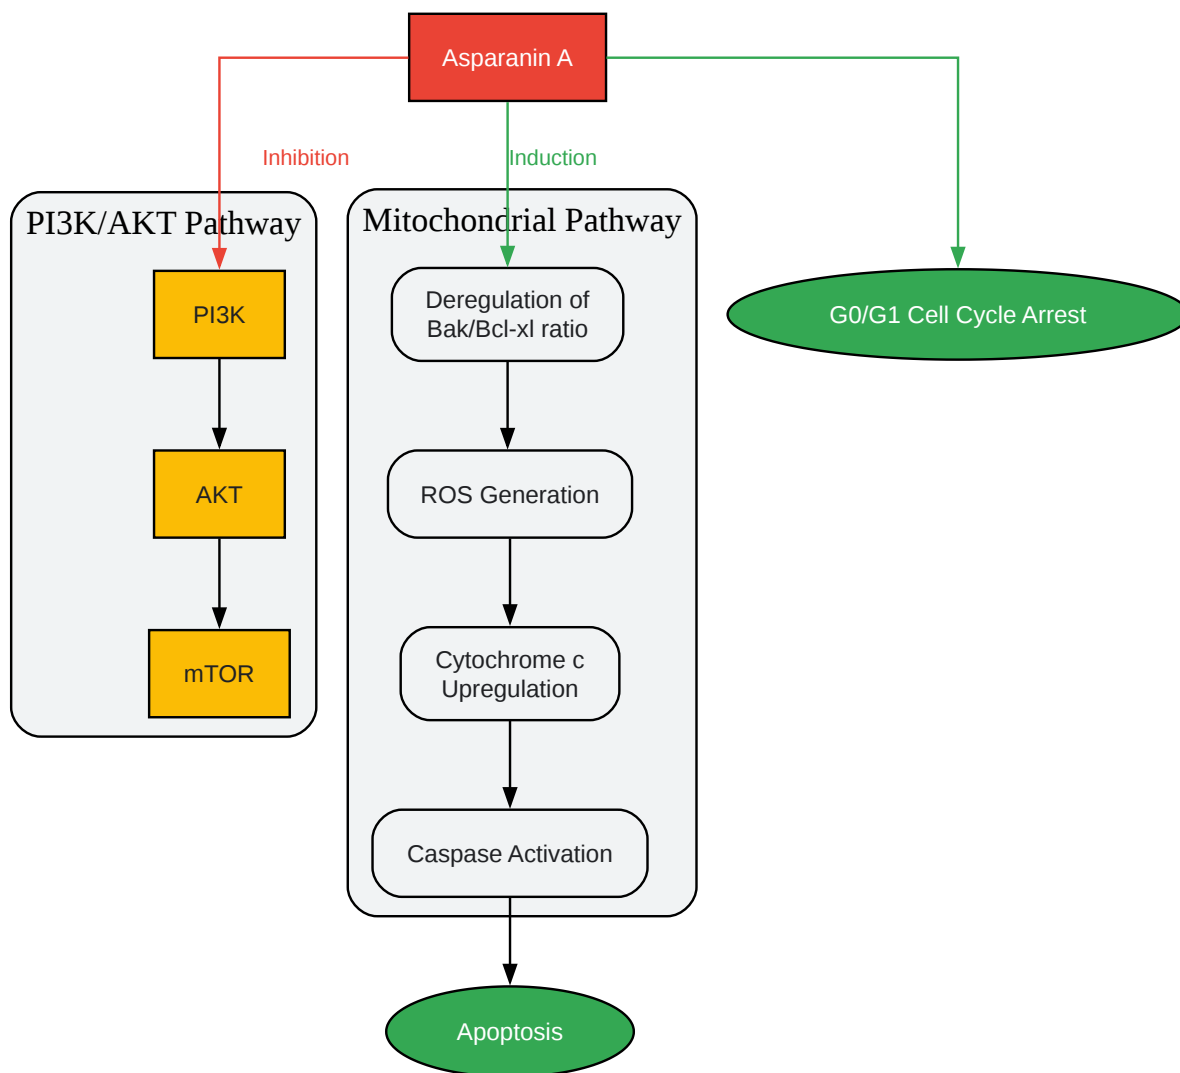 Asparanin A
Inhibition
Induction
PI3K/AKT Pathway
PI3K
AKT
mTOR
Mitochondrial Pathway
Deregulation of
Bak/Bcl-xl ratio
ROS Generation
Cytochrome c
Upregulation
Caspase Activation
G0/G1 Cell Cycle Arrest
Apoptosis